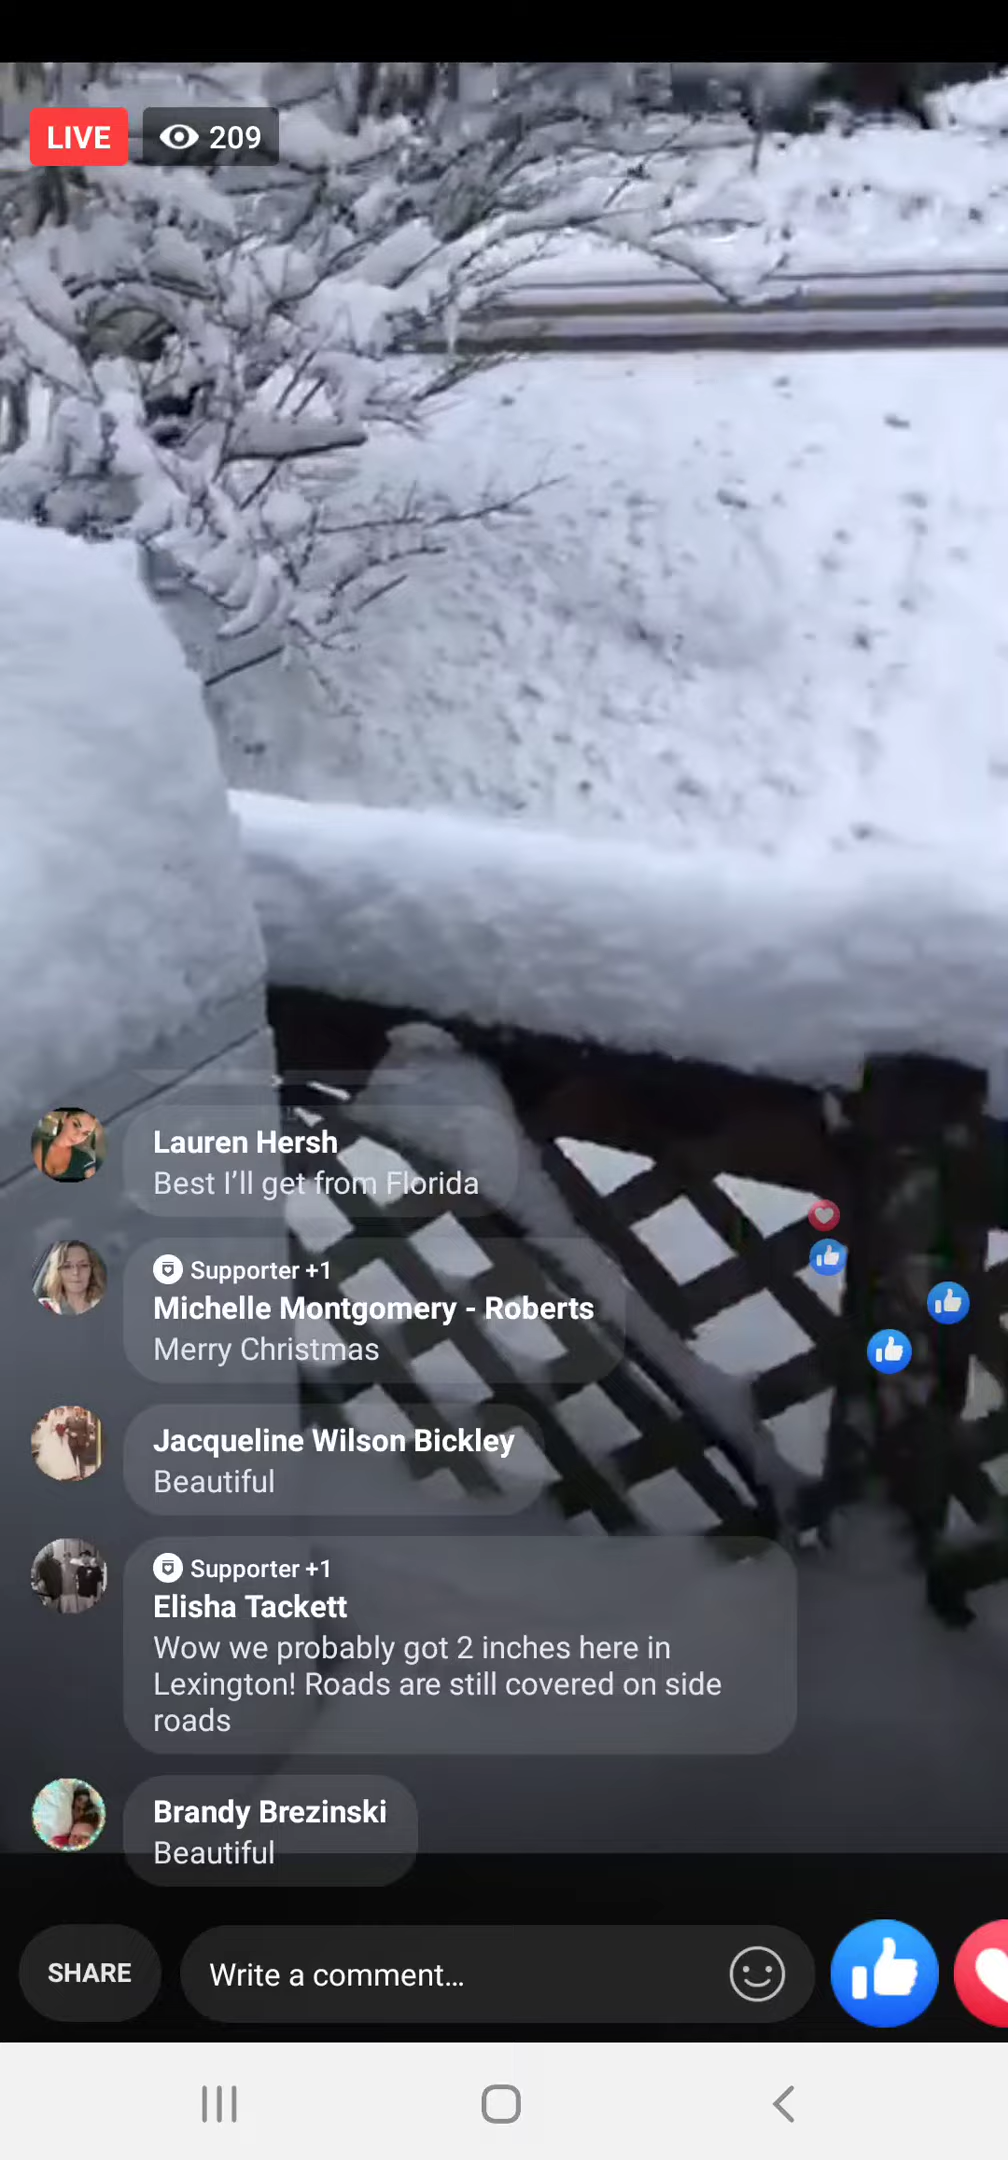 LIVE 209
Lauren Hersh
Best I’ll get from Florida
Supporter +1
Michelle Montgomery - Roberts
Merry Christmas
Jacqueline Wilson Bickley
Beautiful
Supporter +1
Elisha Tackett
Wow we probably got 2 inches here in
Lexington! Roads are still covered on side
roads
Brandy Brezinski
Beautiful
SHARE
Write a comment...